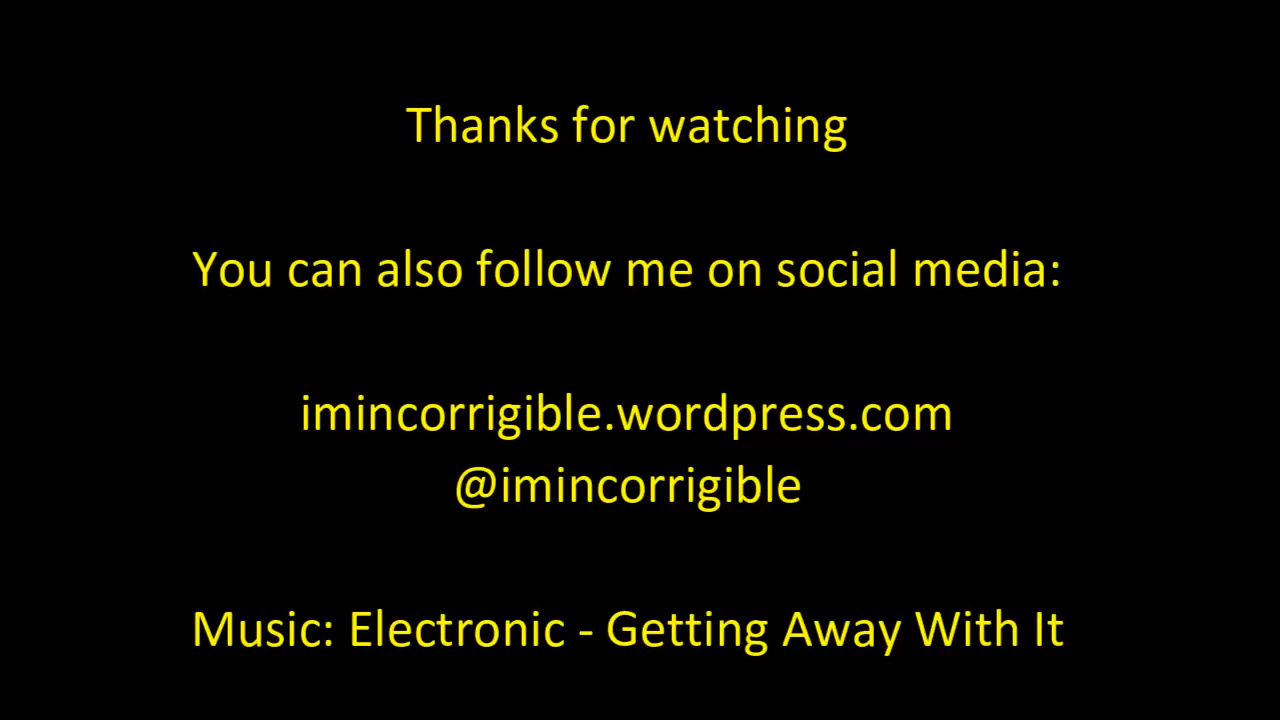 Thanks for watching
You can also follow me on social media:
imincorrigible.wordpress.com
@imincorrigible
Music: Electronic - Getting Away With It